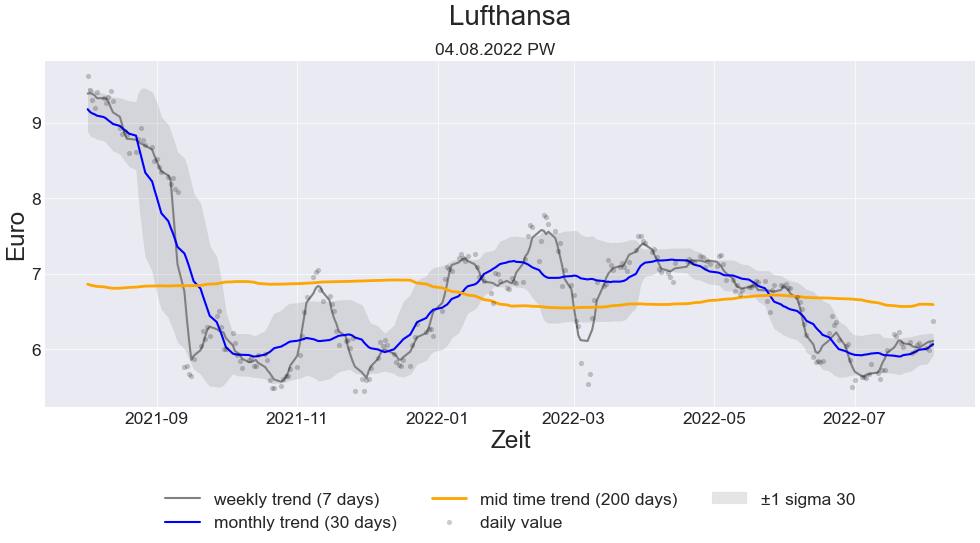 Lufthansa
04.08.2022 PW
Euro
9
8
7
6
2021-09 2021-11 2022-01 2022-03 2022-05 2022-07
Zeit
weekly trend (7 days) mid time trend (200 days) ±1 sigma 30
monthly trend (30 days) daily value